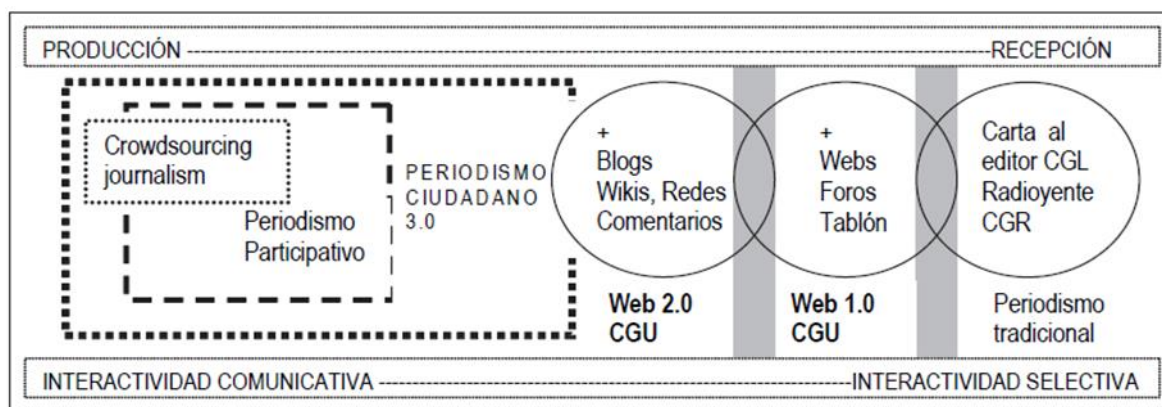 PRODUCCIÓN ---------- RECEPCIÓN
Crowdsourcing
journalism
Periodismo
Participativo
PERIODISMO
CIUDADANO
3.0
+
Blogs
Wikis, Redes
Comentarios
Web 2.0
CGU
+
Webs
Foros
Tablón
Web 1.0
CGU
Carta al
editor CGL
Radioyente
CGR
Periodismo
tradicional
INTERACTIVIDAD COMUNICATIVA ---------- INTERACTIVIDAD SELECTIVA